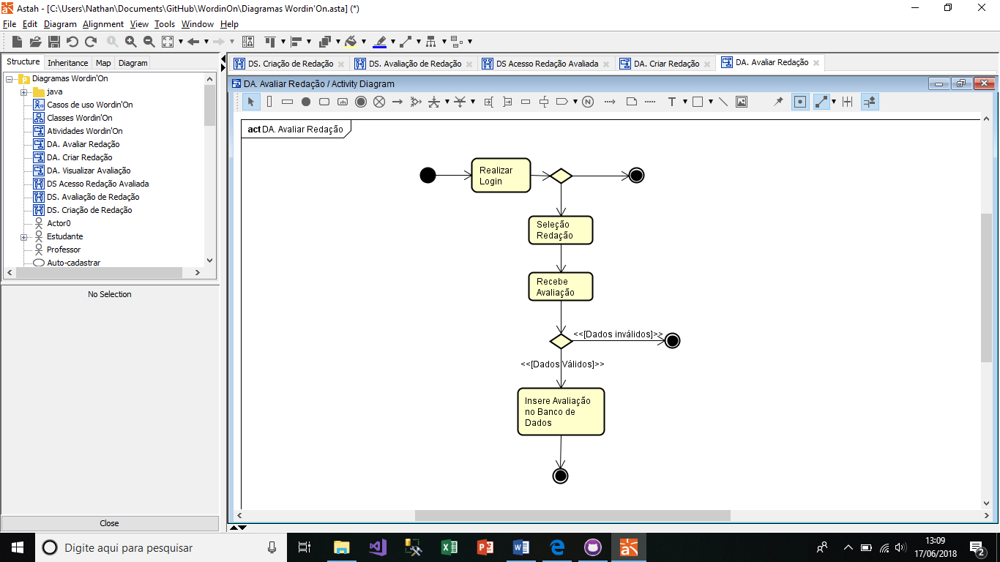 Astah - [C:\Users\Nathan\Documents\GitHub\WordinOn\Diagramas Wordin'On.asta] (*)
File Edit Diagram Alignment View Tools Window Help
Structure Inheritance Map Diagram
Diagramas Wordin'On
java
Casos de uso Wordin'On
Classes Wordin'On
Atividades Wordin'On
DA. Avaliar Redação
DA. Criar Redação
DA. Visualizar Avaliação
DS Acesso Redação Avaliada
DS. Avaliação de Redação
DS. Criação de Redação
Actor0
Estudante
Professor
Auto-cadastrar
No Selection
Close
DS. Criação de Redação DS. Avaliação de Redação DS Acesso Redação Avaliada DA. Criar Redação DA. Avaliar Redação
DA. Avaliar Redação / Activity Diagram
N T
act DA. Avaliar Redação
Realizar
Login
Seleção
Redação
Recebe
Avaliação
<<[Dados inválidos]>>
<<[Dados Válidos]>>
Insere Avaliação
no Banco de
Dados
Digite aqui para pesquisar
13:09
17/06/2018
2